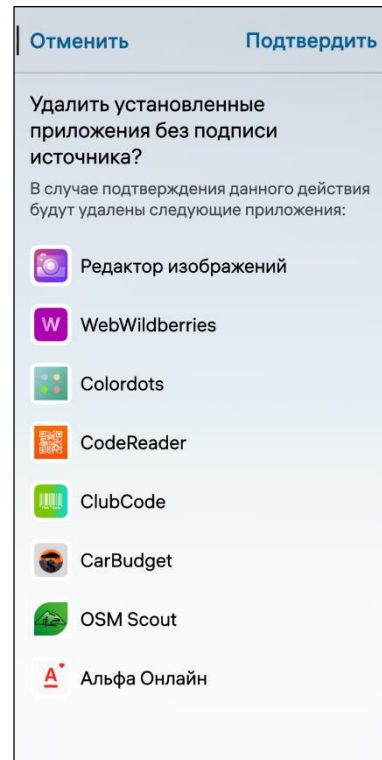 Отменить Подтвердить
Удалить установленные
приложения без подписи
источника?
В случае подтверждения данного действия
будут удалены следующие приложения:
Редактор изображений
W WebWildberries
Colordots
CodeReader
ClubCode
CarBudget
OSM Scout
А Альфа Онлайн